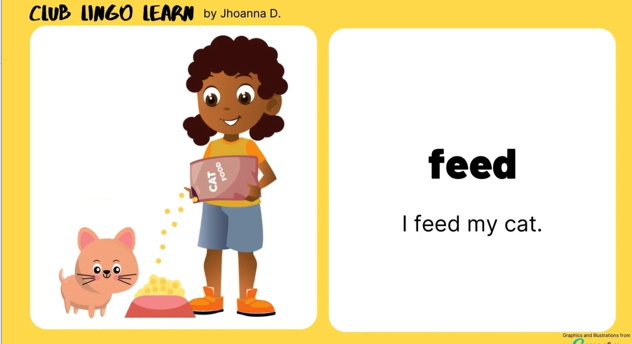 CLUB LINGO LEARN by Jhoanna D.
CAT
FOOD
feed
I feed my cat.
Graphics and Illustrations from